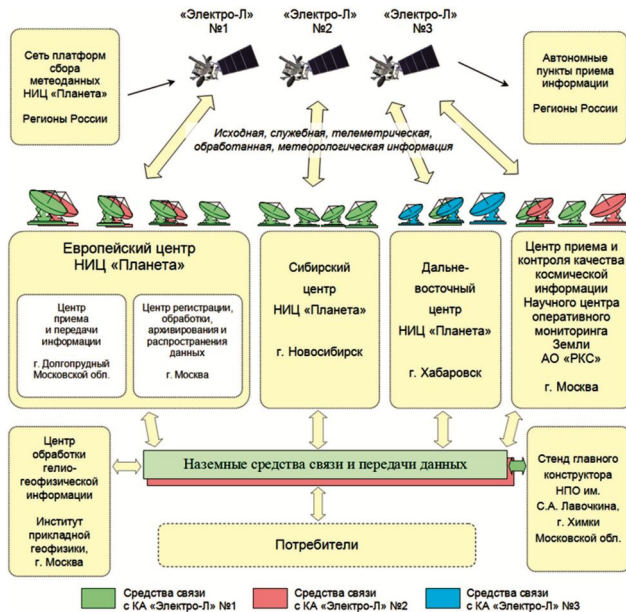 «Электро-Л»
№1
«Электро-Л»
№2
«Электро-Л»
№3
Сеть платформ
сбора
метеоданных
НИЦ «Планета»
Регионы России
Автономные
пункты приема
информации
Регионы России
Исходная, служебная, телеметрическая,
обработанная, метеорологическая информация
Европейский центр
НИЦ «Планета»
Центр
приема
и передачи
информации
г. Долгопрудный
Московской обл.
Центр регистрации,
обработки,
архивирования и
распространения
данных
г. Москва
Сибирский
центр
НИЦ «Планета»
г. Новосибирск
Дальне-
восточный
центр
НИЦ «Планета»
г. Хабаровск
Центр приема и
контроля качества
космической
информации
Научного центра
оперативного
мониторинга
Земли
АО «РКС»
г. Москва
Центр
обработки
гелио-
геофизической
информации
Институт
прикладной
геофизики,
г. Москва
Наземные средства связи и передачи данных
Стенд главного
конструктора
НПО им.
С.А. Лавочкина,
г. Химки
Московской обл.
Потребители
Средства связи
с КА «Электро-Л» №1
Средства связи
с КА «Электро-Л» №2
Средства связи
с КА «Электро-Л» №3